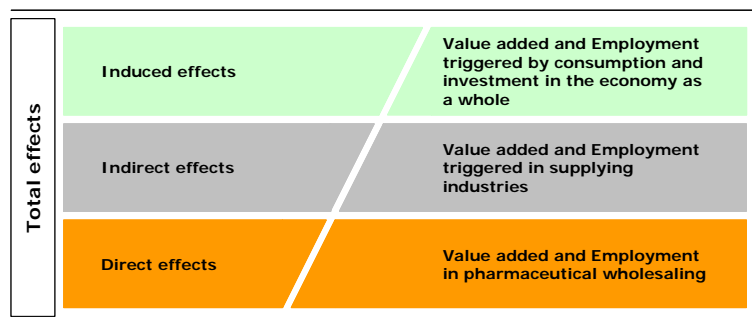 Total effects
Induced effects
Value added and Employment
triggered by consumption and
investment in the economy as
a whole
Indirect effects
Value added and Employment
triggered in supplying
industries
Direct effects
Value added and Employment
in pharmaceutical wholesaling